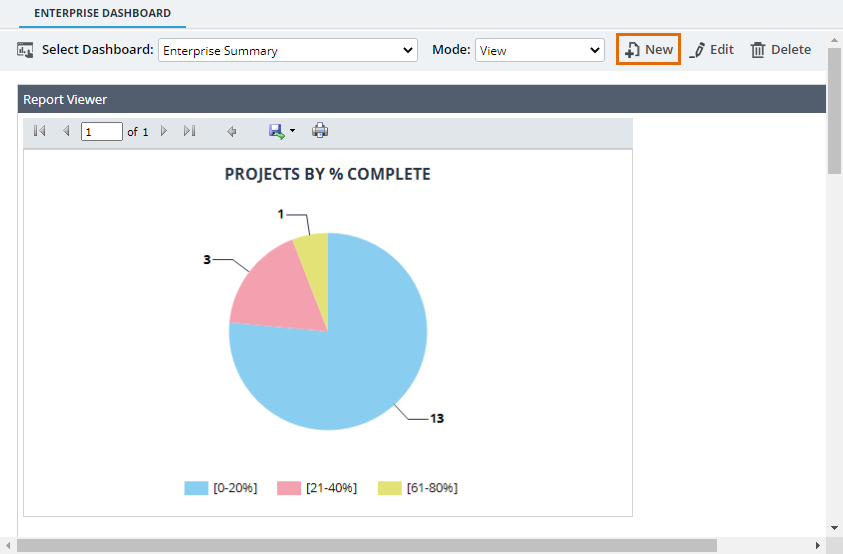 ENTERPRISE DASHBOARD
Select Dashboard: Enterprise Summary Mode: View New Edit Delete
Report Viewer
1 of 1
PROJECTS BY % COMPLETE
1
3
13
[0-20%] [21-40%] [61-80%]